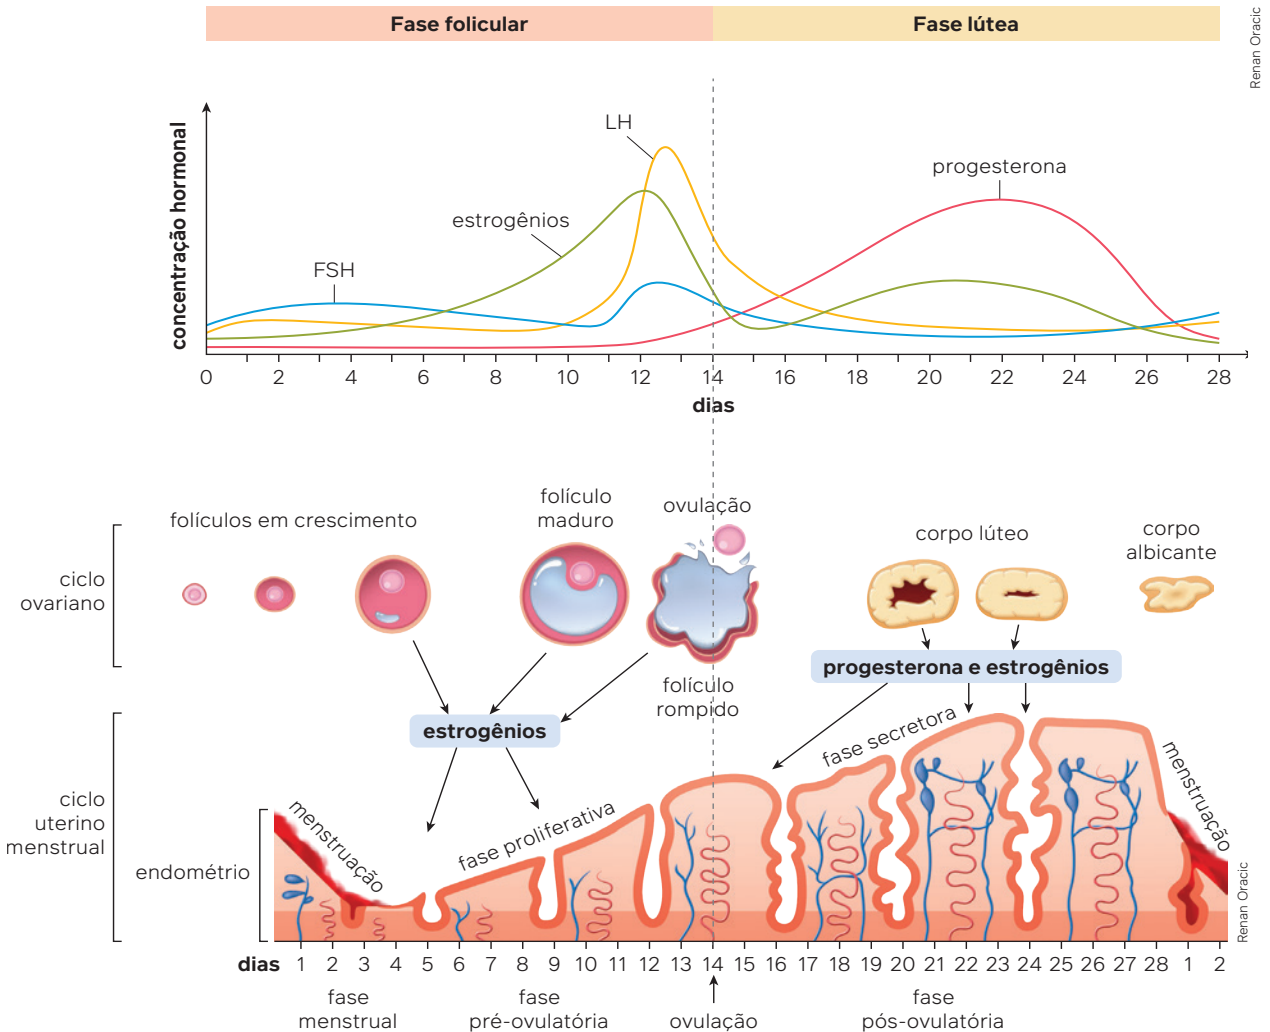 Fase folicular
Fase lútea
Renan Oracic
concentração hormonal
LH
progesterona
estrogênios
FSH
0 2 4 6 8 10 12 14 16 18 20 22 24 26 28
dias
folículos em crescimento
folículo
maduro
ovulação
corpo lúteo
corpo
albicante
ciclo
ovariano
folículo
rompido
progesterona e estrogênios
estrogênios
ciclo
uterino
menstrual
endométrio
menstruação
fase proliferativa
fase secretora
menstruação
Renan Oracic
dias 1 2 3 4 5 6 7 8 9 10 11 12 13 14 15 16 17 18 19 20 21 22 23 24 25 26 27 28 1 2
fase
menstrual
fase
pré-ovulatória
ovulação
fase
pós-ovulatória